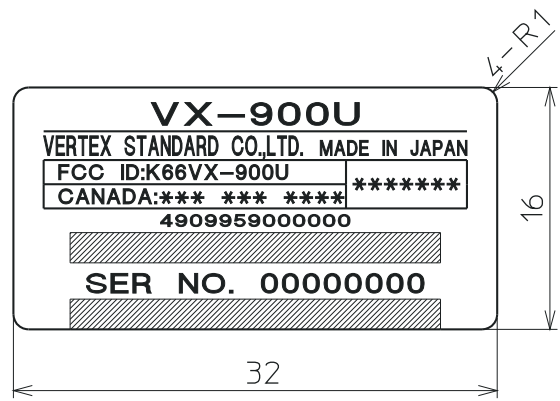 4-R1
VX-900U
VERTEX STANDARD CO.,LTD. MADE IN JAPAN
FCC ID:K66VX-900U
*******
CANADA:*** *** ****
4909959000000
SER NO. 00000000
16
32